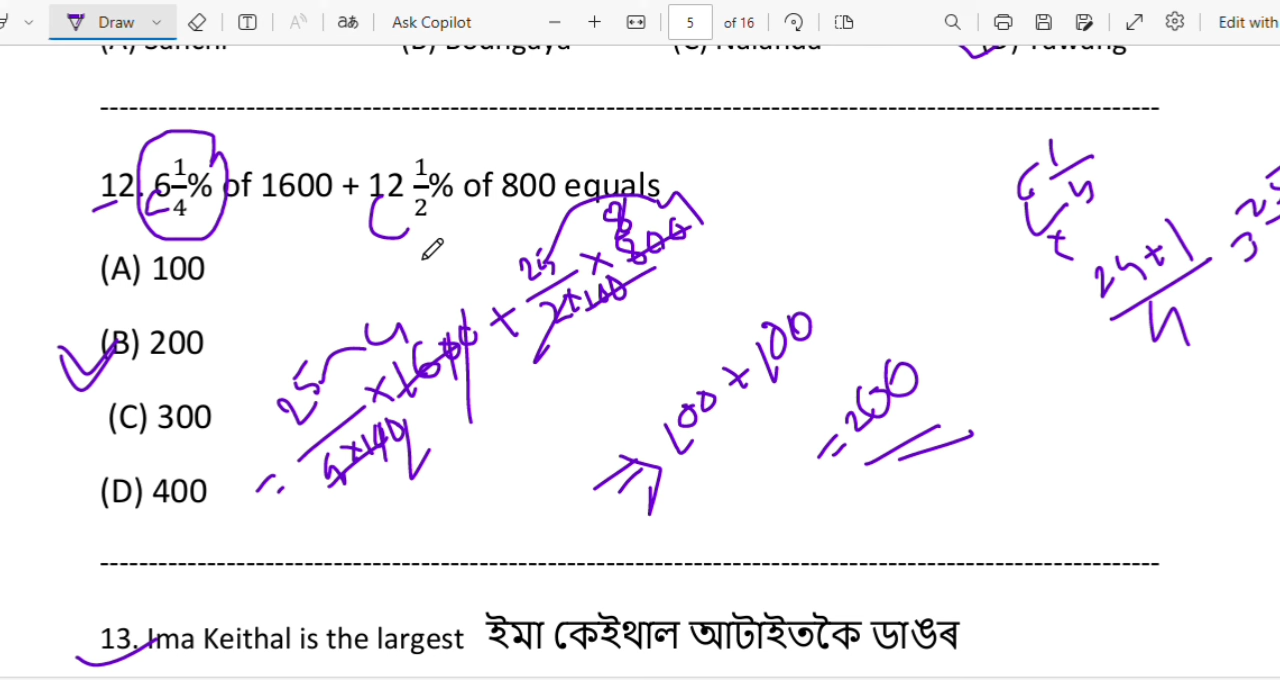 Draw Ask Copilot 5 of 16 Edit with
12. 6 1/4% of 1600 + 12 1/2% of 800 equals
(A) 100
(B) 200
(C) 300
(D) 400
25
= 25/4×100 × 1600 + 25/2×100 × 800
8
⇒ 100 + 100
= 200
6 1/4
24+1/4
13. Ima Keithal is the largest ইমা কেইথাল আটাইতকৈ ডাঙৰ